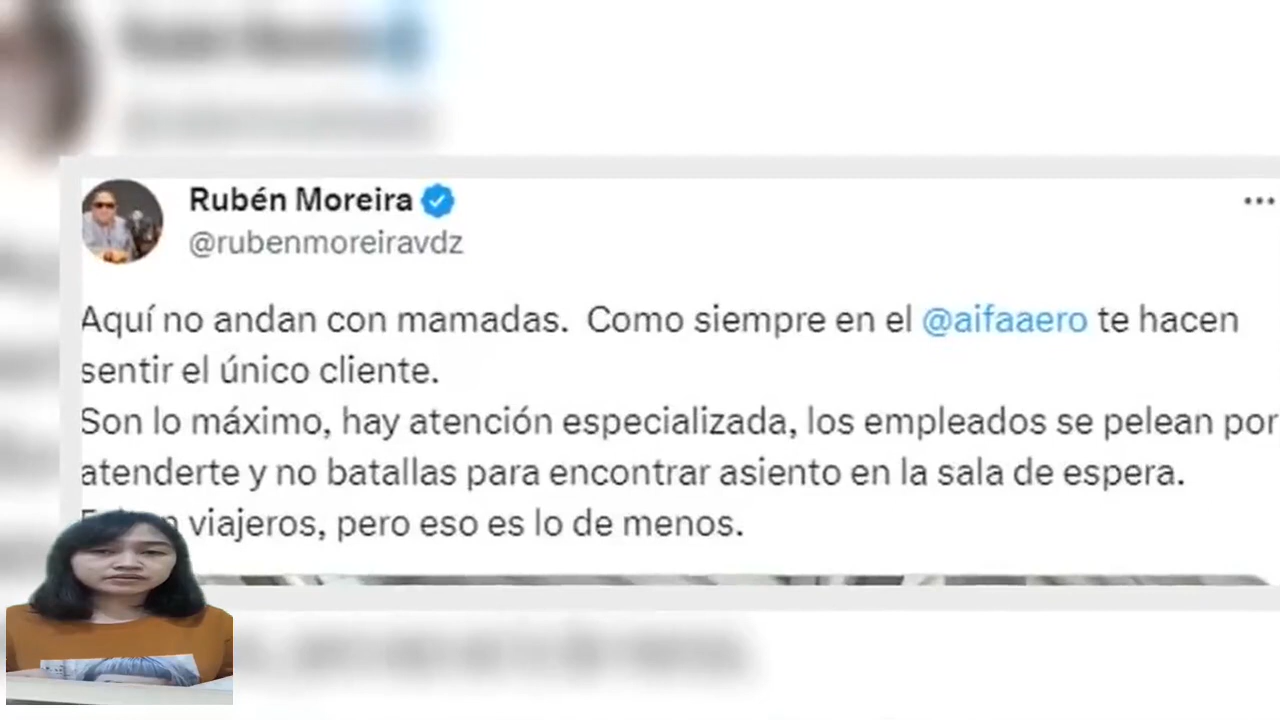 Rubén Moreira
@rubenmoreiravdz
Aquí no andan con mamadas. Como siempre en el @aifaaero te hacen
sentir el único cliente.
Son lo máximo, hay atención especializada, los empleados se pelean por
atenderte y no batallas para encontrar asiento en la sala de espera.
viajeros, pero eso es lo de menos.